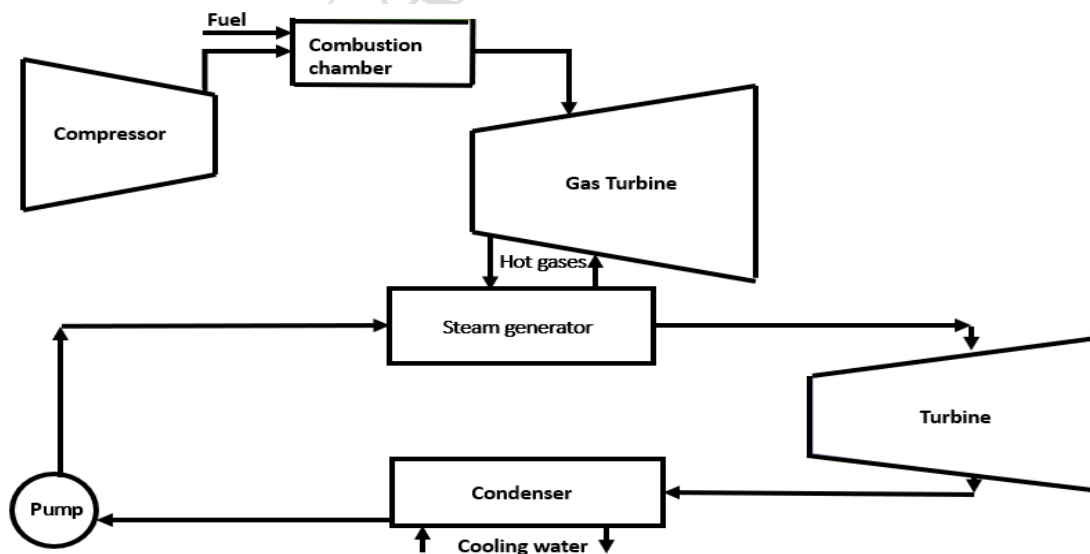 Fuel
Combustion
chamber
Compressor
Gas Turbine
Hot gases
Steam generator
Turbine
Condenser
Pump
Cooling water